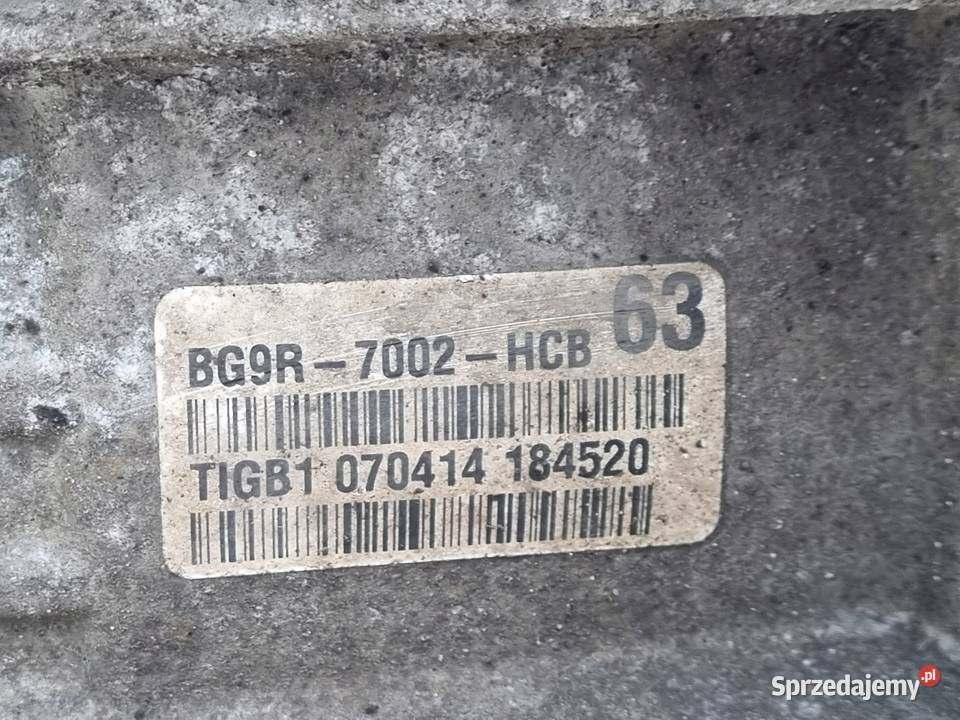 63
BG9R-7002-HCB
TIGB1 070414 184520
Sprzedajemy.pl